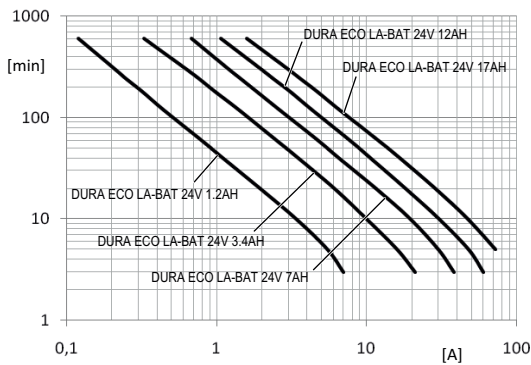 1000
[min]
DURA ECO LA-BAT 24V 12AH
DURA ECO LA-BAT 24V 17AH
100
DURA ECO LA-BAT 24V 1.2AH
10
DURA ECO LA-BAT 24V 3.4AH
DURA ECO LA-BAT 24V 7AH
1
0,1
1
10
100
[A]